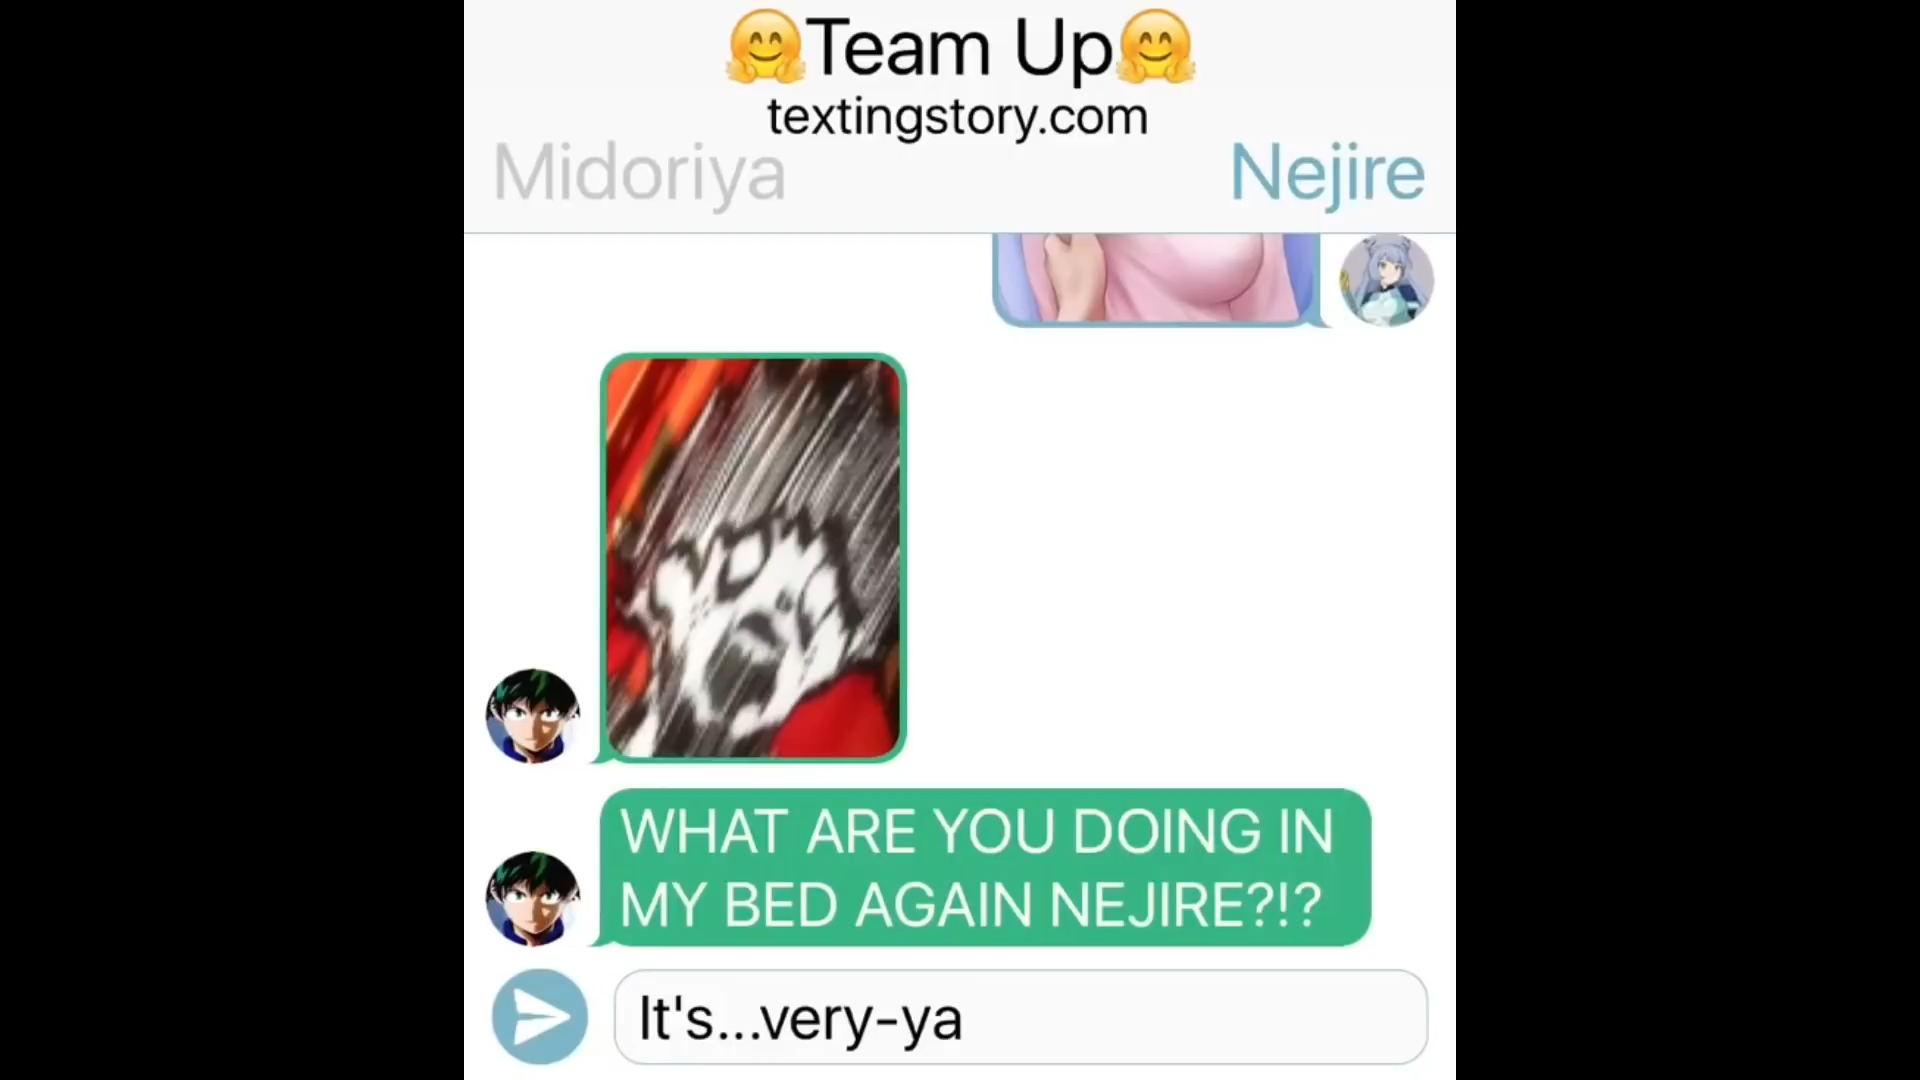 🤗Team Up🤗
textingstory.com
Midoriya
Nejire
WHAT ARE YOU DOING IN
MY BED AGAIN NEJIRE?!?
It's...very-ya